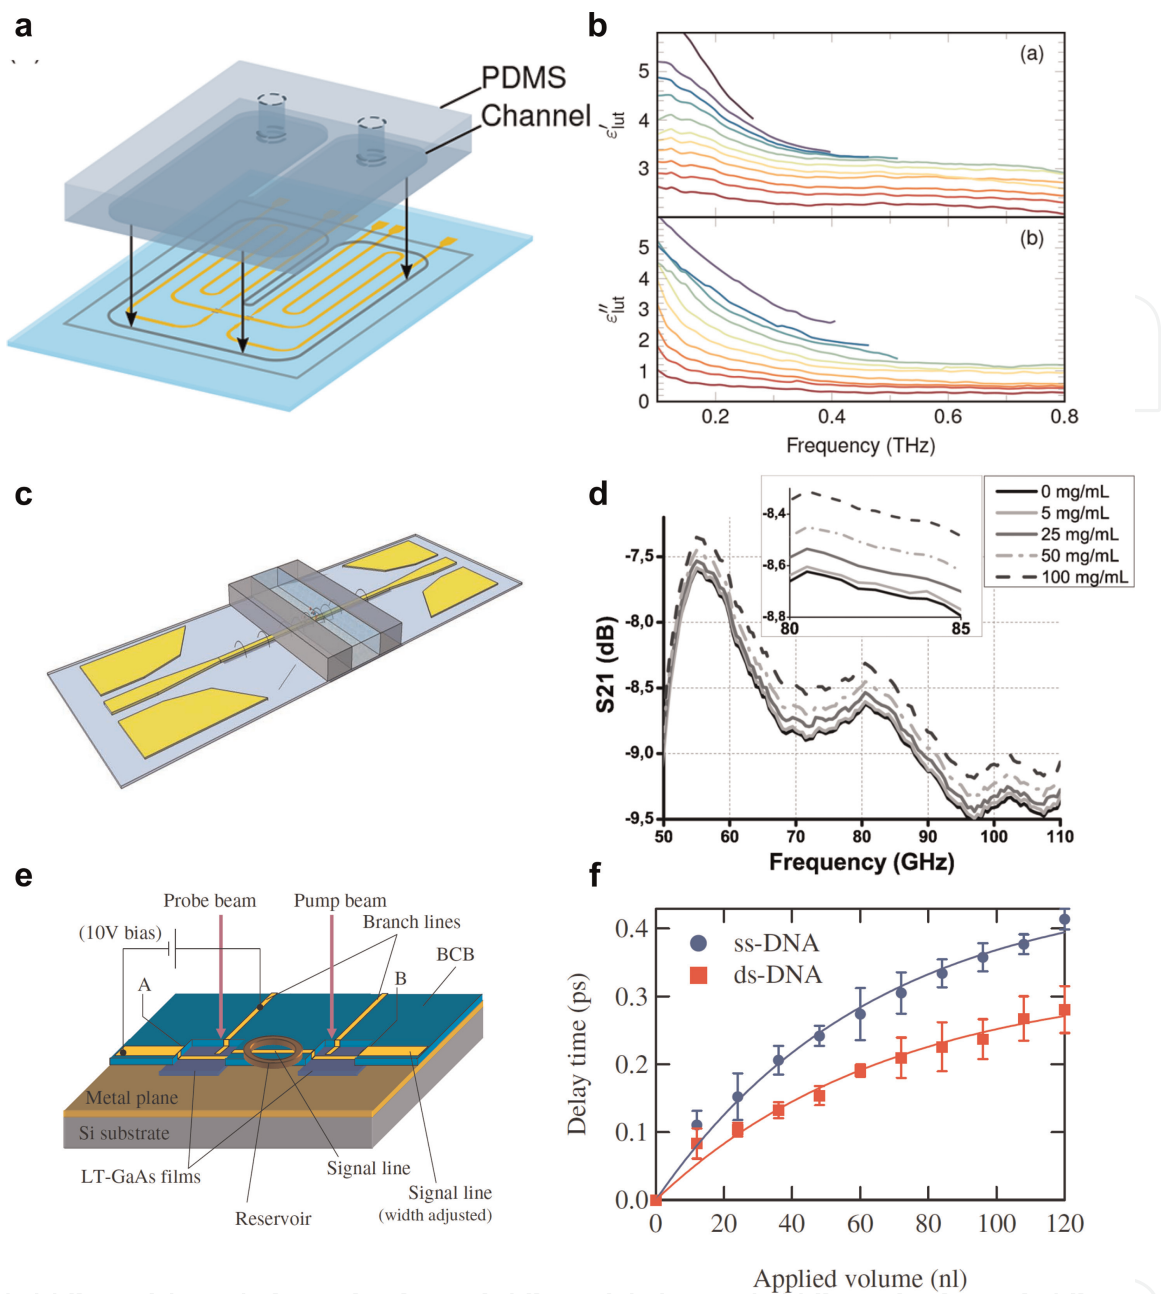 a
PDMS
Channel
b
(a)
5
4
3
ε′lut
(b)
5
4
3
2
1
0
ε″lut
0.2 0.4 0.6 0.8
Frequency (THz)
c
d
0 mg/mL
5 mg/mL
25 mg/mL
50 mg/mL
100 mg/mL
-8,4
-8,6
-8,8
80 85
-7,5
-8,0
-8,5
-9,0
-9,5
S21 (dB)
50 60 70 80 90 100 110
Frequency (GHz)
e
Probe beam Pump beam
Branch lines
(10V bias)
BCB
A
B
Metal plane
Si substrate
LT-GaAs films
Signal line
Signal line
(width adjusted)
Reservoir
f
ss-DNA
ds-DNA
0.4
0.3
0.2
0.1
0.0
Delay time (ps)
0 20 40 60 80 100 120
Applied volume (nl)